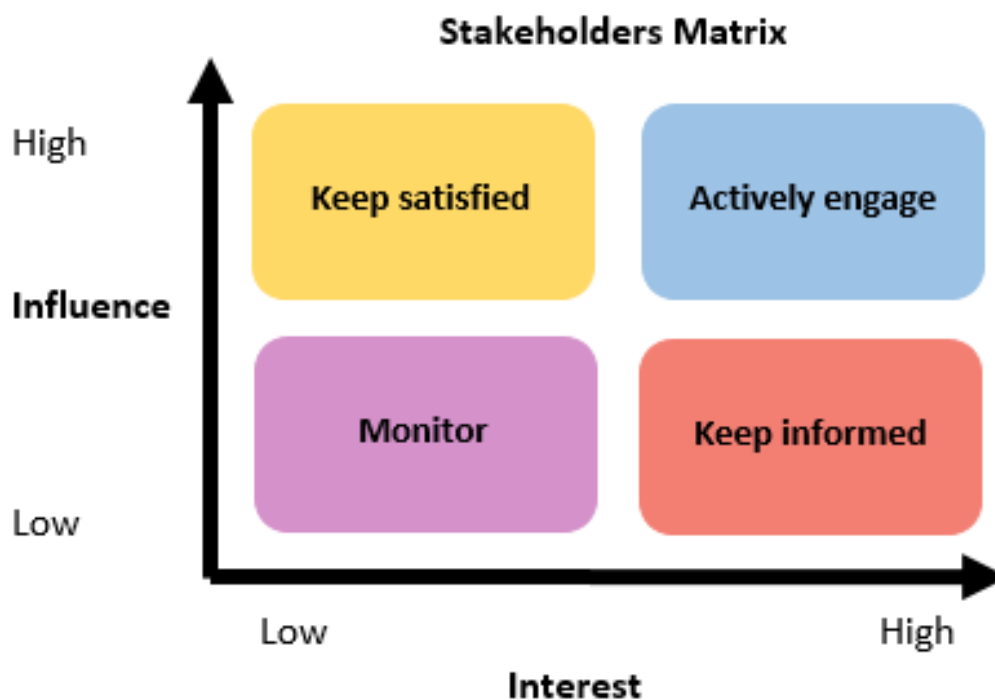 Stakeholders Matrix
High
Keep satisfied
Actively engage
Influence
Monitor
Keep informed
Low
Low
High
Interest